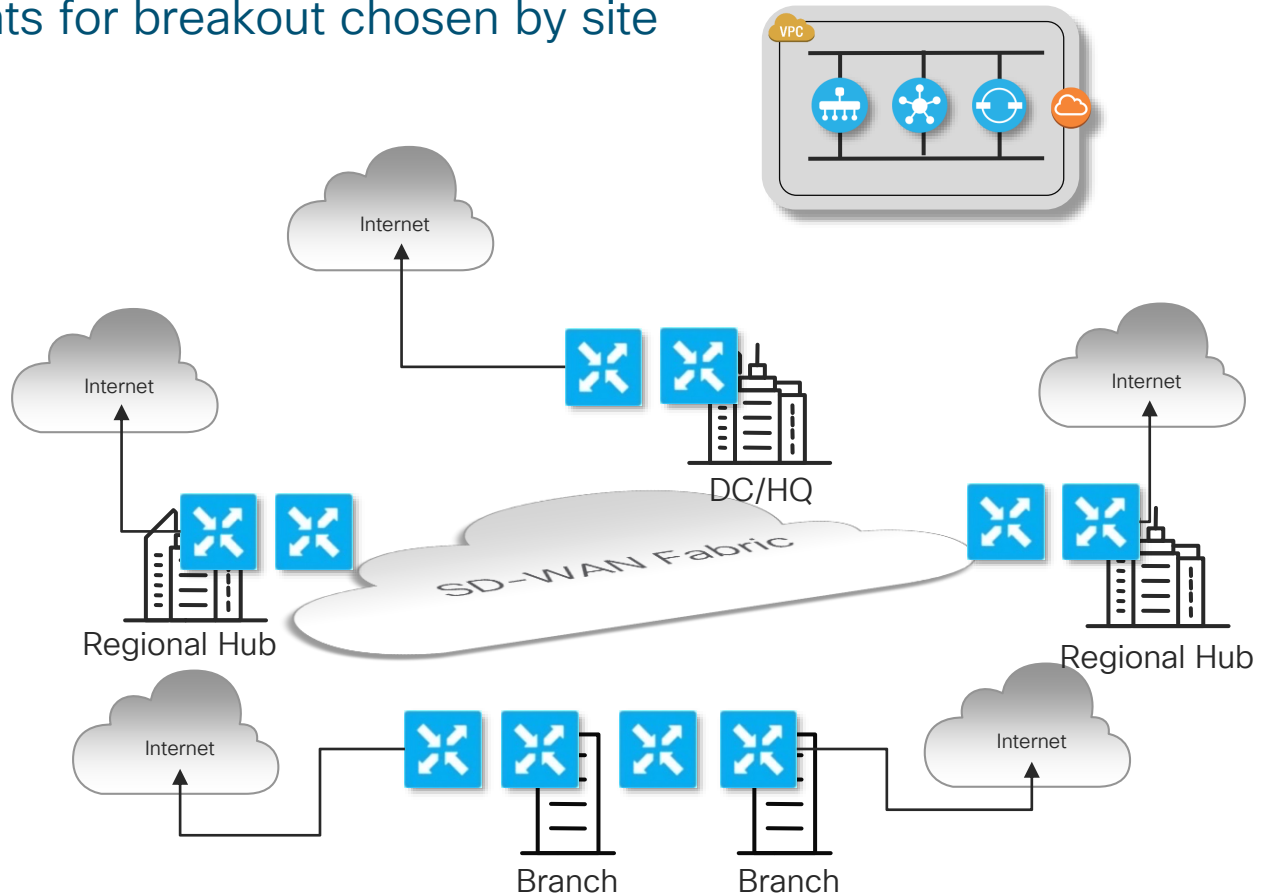 ts for breakout chosen by site
VPC
Internet
Internet
Internet
DC/HQ
SD-WAN Fabric
Regional Hub
Regional Hub
Internet
Internet
Branch
Branch